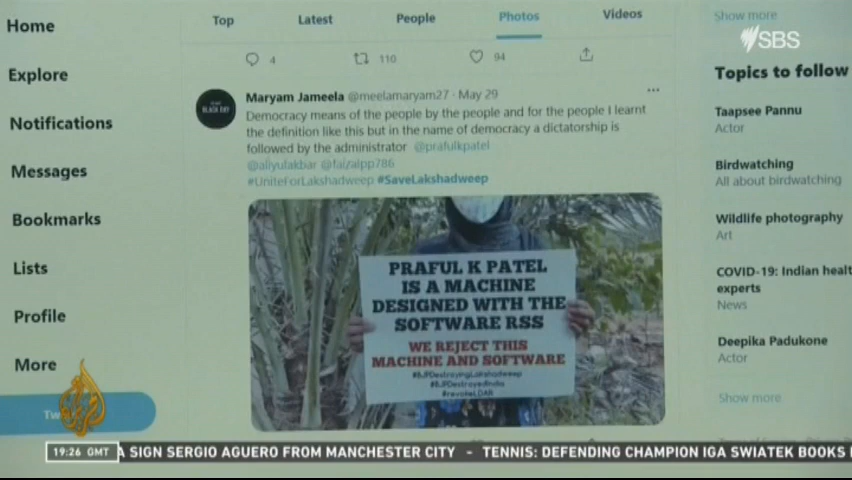 Home
Explore
Notifications
Messages
Bookmarks
Lists
Profile
More
Top Latest People Photos Videos
4 110 94
Maryam Jameela @meelamaryam27 · May 29
Democracy means of the people by the people and for the people I learnt
the definition like this but in the name of democracy a dictatorship is
followed by the administrator @prafulkpatel
@aliyulakbar @faizalpp786
#UniteForLakshadweep #SaveLakshadweep
BLACK DAY
PRAFUL K PATEL
IS A MACHINE
DESIGNED WITH THE
SOFTWARE RSS
WE REJECT THIS
MACHINE AND SOFTWARE
#BJPDestroyingLakshadweep
#BJPDestroyedIndia
#revokeLDAR
Show more
SBS
Topics to follow
Taapsee Pannu
Actor
Birdwatching
All about birdwatching
Wildlife photography
Art
COVID-19: Indian healt
experts
News
Deepika Padukone
Actor
Show more
19:26 GMT A SIGN SERGIO AGUERO FROM MANCHESTER CITY - TENNIS: DEFENDING CHAMPION IGA SWIATEK BOOKS